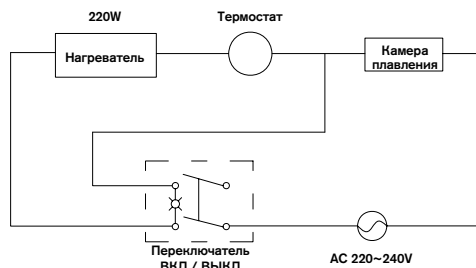 220W
Термостат
Нагреватель
Камера
плавления
Переключатель
ВКЛ / ВЫКЛ
AC 220~240V